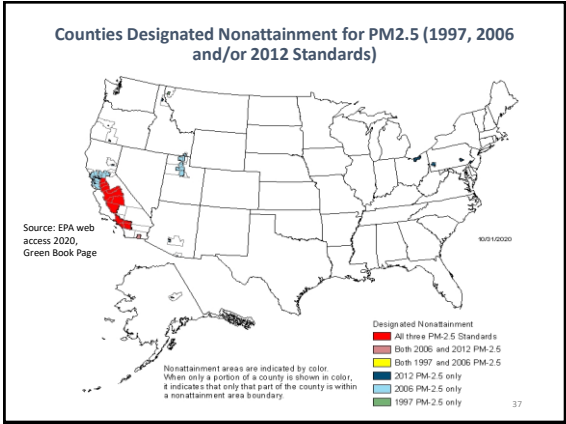 Counties Designated Nonattainment for PM2.5 (1997, 2006
and/or 2012 Standards)
Source: EPA web
access 2020,
Green Book Page
10/31/2020
Nonattainment areas are indicated by color.
When only a portion of a county is shown in color,
it indicates that only that part of the county is within
a nonattainment area boundary.
Designated Nonattainment
All three PM-2.5 Standards
Both 2006 and 2012 PM-2.5
Both 1997 and 2006 PM-2.5
2012 PM-2.5 only
2006 PM-2.5 only
1997 PM-2.5 only
37